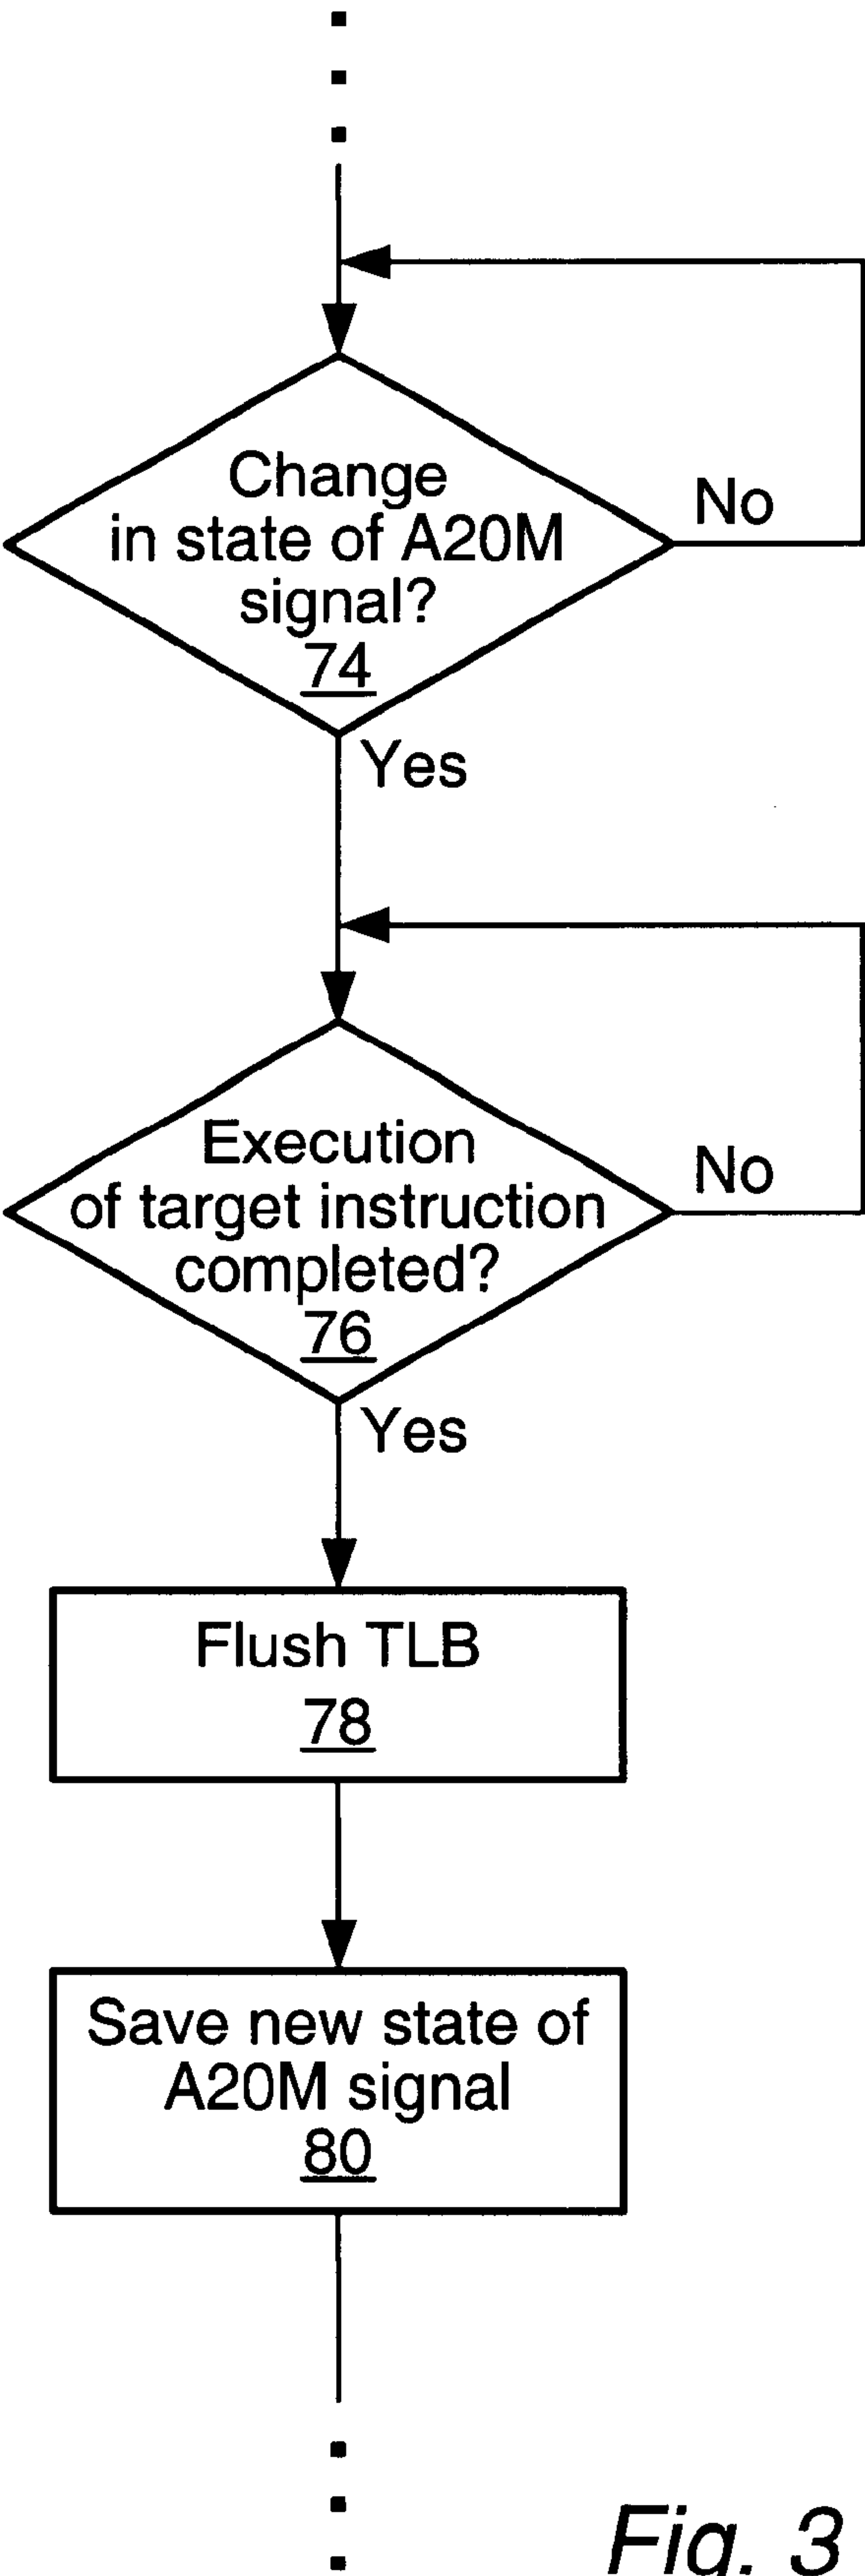 Change
in state of A20M
signal?
74
No
Yes
Execution
of target instruction
completed?
76
No
Yes
Flush TLB
78
Save new state of
A20M signal
80
Fig. 3